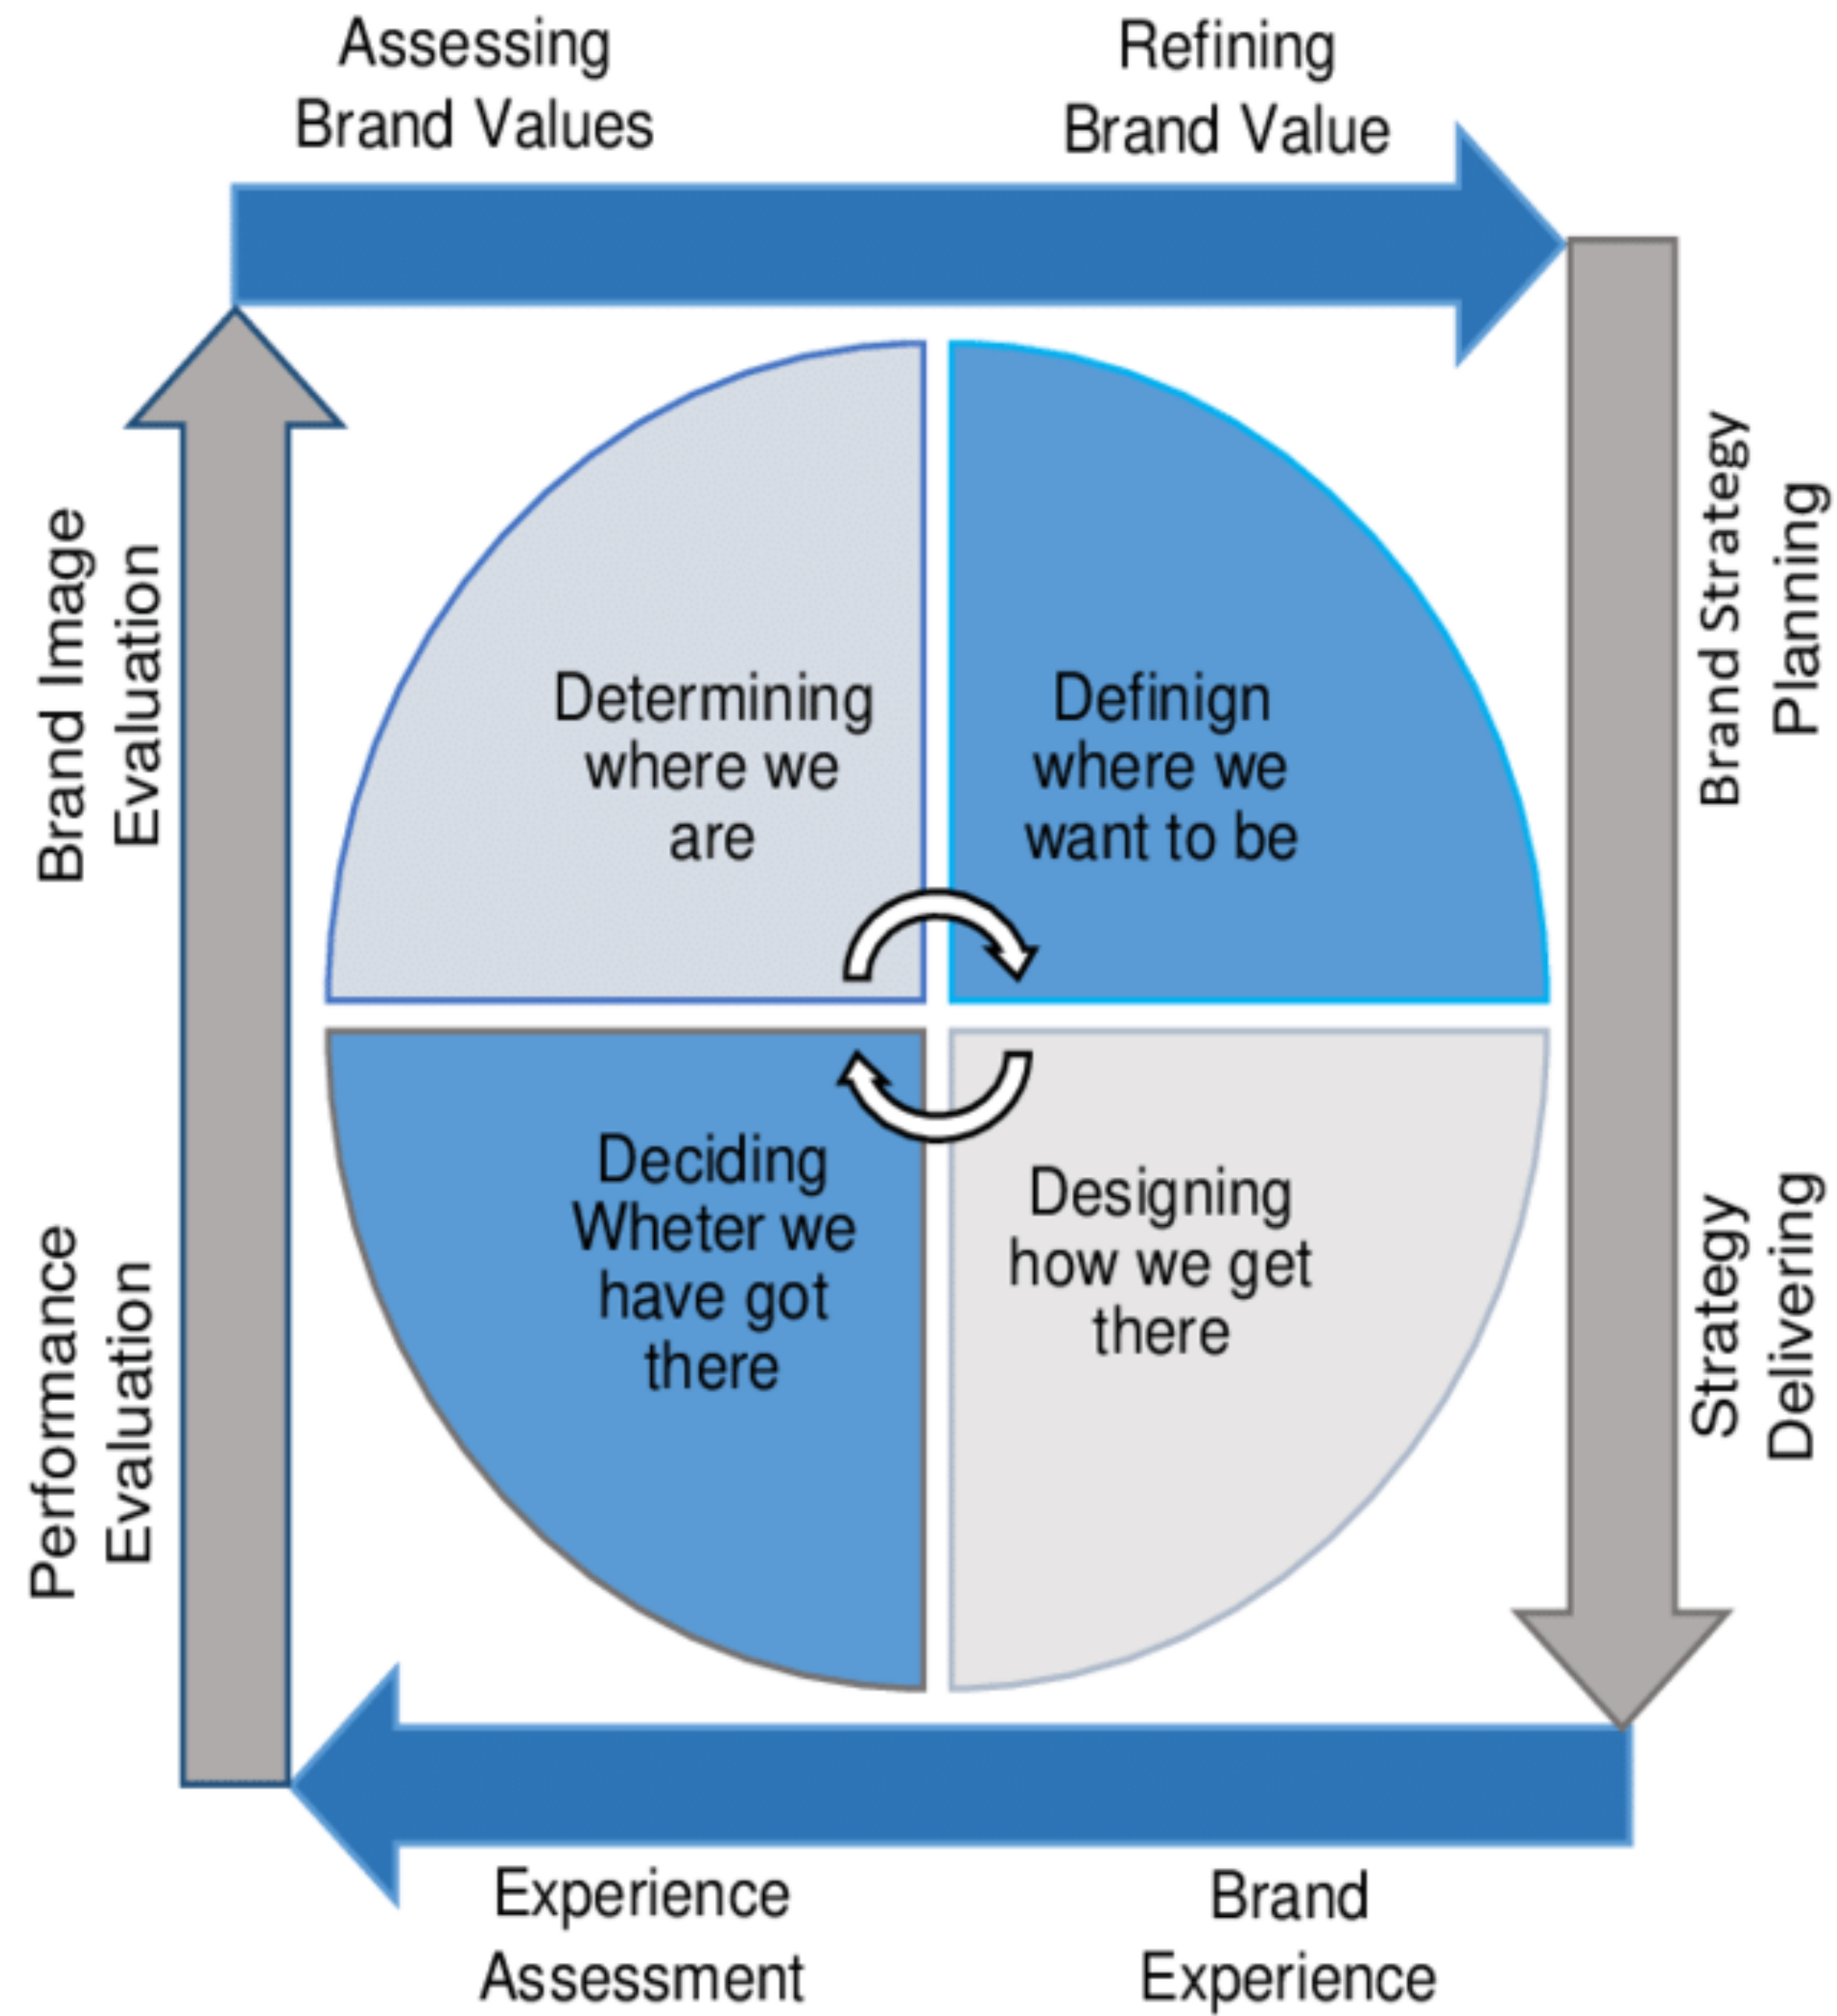 Assessing
Brand Values
Refining
Brand Value
Brand Image
Evaluation
Determining
where we
are
Definign
where we
want to be
Brand Strategy
Planning
Performance
Evaluation
Deciding
Wheter we
have got
there
Designing
how we get
there
Strategy
Delivering
Experience
Assessment
Brand
Experience